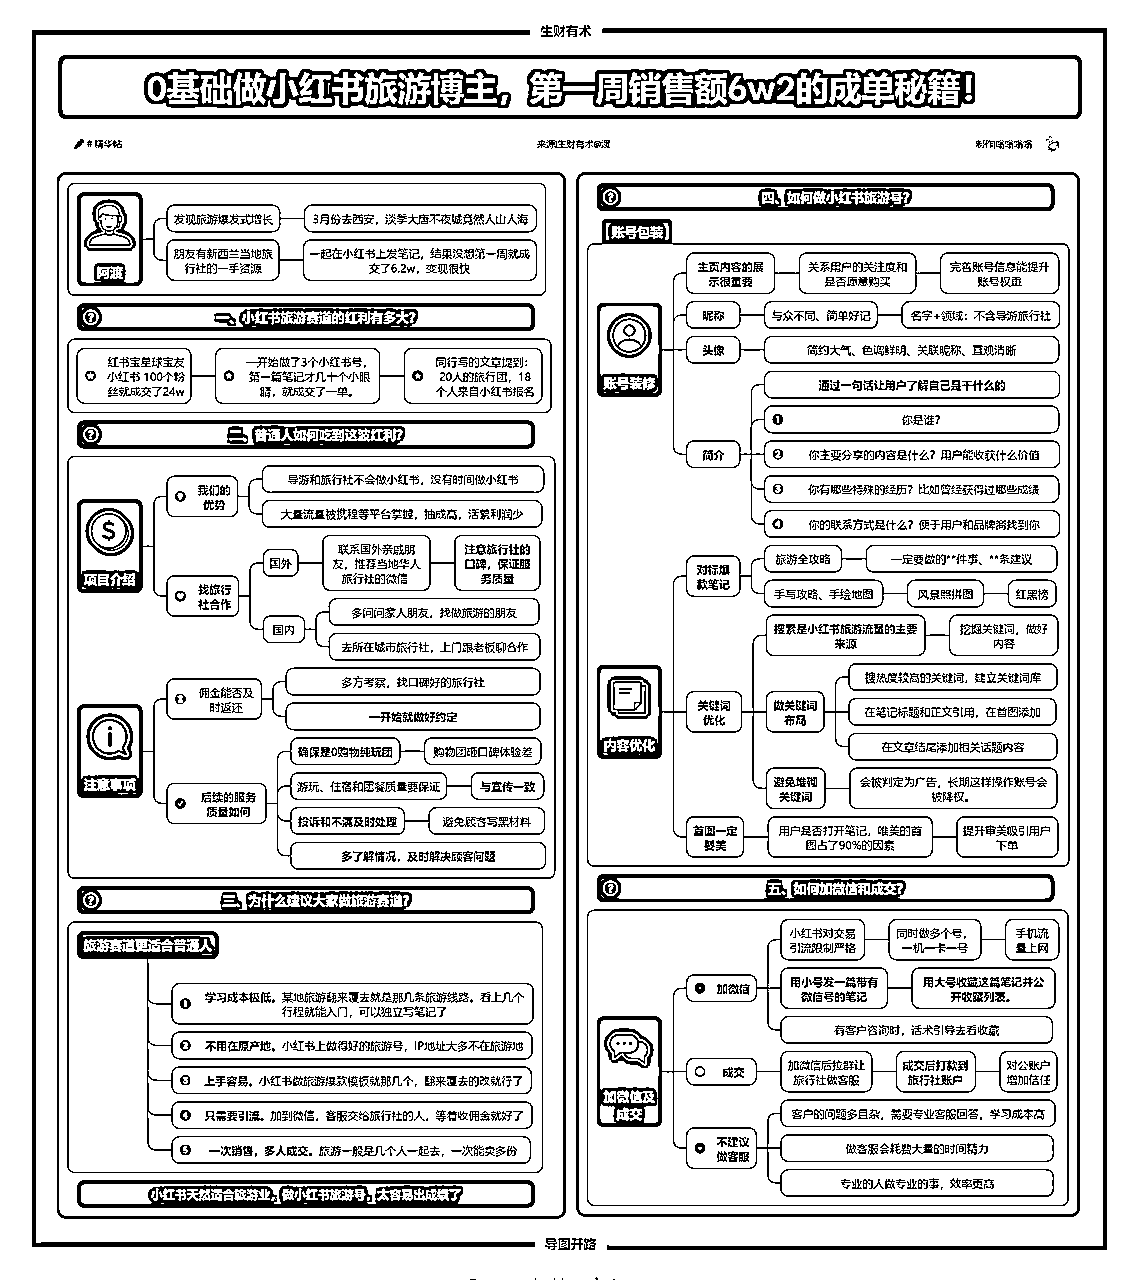 生财有术
0基础做小红书旅游博主，第一周销售额6w2的成单秘籍！
#精华帖
来源|生财有术@渡
阿渡
发现旅游爆发式增长
3月份去西安，淡季大唐不夜城竟然人山人海
朋友有新西兰当地旅
行社的一手资源
一起在小红书上发笔记，结果没想第一周就成
交了6.2w，变现很快
一、小红书旅游赛道的红利有多大？
红书宝星球宝友
小红书 100个粉
丝就成交了24w
一开始做了3个小红书号，
第一篇笔记才几十个小眼
睛，就成交了一单。
同行写的文章提到：
20人的旅行团，18
个人来自小红书报名
二、普通人如何吃到这波红利？
项目介绍
我们的
优势
导游和旅行社不会做小红书，没有时间做小红书
大量流量被携程等平台掌握，抽成高，活累利润少
找旅行
社合作
国外
联系国外亲戚朋
友，推荐当地华人
旅行社的微信
注意旅行社的
口碑，保证服
务质量
国内
多问问家人朋友，找做旅游的朋友
去所在城市旅行社，上门跟老板聊合作
注意事项
佣金能否及
时返还
多方考察，找口碑好的旅行社
一开始就做好约定
后续的服务
质量如何
确保是0购物纯玩团
购物团砸口碑体验差
游玩、住宿和团餐质量要保证
与宣传一致
投诉和不满及时处理
避免顾客写黑材料
多了解情况，及时解决顾客问题
三、为什么建议大家做旅游赛道？
旅游赛道更适合普通人
1
学习成本极低。某地旅游翻来覆去就是那几条旅游线路。看上几个
行程就能入门，可以独立写笔记了
2
不用在原产地。小红书上做得好的旅游号，IP地址大多不在旅游地
3
上手容易。小红书做旅游爆款模板就那几个，翻来覆去的改就行了
4
只需要引流。加到微信，客服交给旅行社的人，等着收佣金就好了
5
一次销售，多人成交。旅游一般是几个人一起去，一次能卖多份
小红书天然适合旅游业，做小红书旅游号，太容易出成绩了
四、如何做小红书旅游号？
【账号包装】
账号装修
主页内容的展
示很重要
关系用户的关注度和
是否愿意购买
完善账号信息能提升
账号权重
昵称
与众不同、简单好记
名字+领域：不含导游旅行社
头像
简约大气、色调鲜明、关联昵称、直观清晰
简介
通过一句话让用户了解自己是干什么的
1
你是谁？
2
你主要分享的内容是什么？用户能收获什么价值
3
你有哪些特殊的经历？比如曾经获得过哪些成绩
4
你的联系方式是什么？便于用户和品牌商找到你
内容优化
对标爆
款笔记
旅游全攻略
一定要做的**件事、**条建议
手写攻略、手绘地图
风景照拼图
红黑榜
关键词
优化
搜索是小红书旅游流量的主要
来源
挖掘关键词，做好
内容
做关键词
布局
搜热度较高的关键词，建立关键词库
在笔记标题和正文引用，在首图添加
在文章结尾添加相关话题内容
避免堆砌
关键词
会被判定为广告，长期这样操作账号会
被降权。
首图一定
要美
用户是否打开笔记，唯美的首
图占了90%的因素
提升审美吸引用户
下单
五、如何加微信和成交？
加微信及
成交
加微信
小红书对交易
引流限制严格
同时做多个号，
一机一卡一号
手机流
量上网
用小号发一篇带有
微信号的笔记
用大号收藏这篇笔记并公
开收藏列表。
有客户咨询时，话术引导去看收藏
成交
加微信后拉群让
旅行社做客服
成交后打款到
旅行社账户
对公账户
增加信任
不建议
做客服
客户的问题多且杂，需要专业客服回答，学习成本高
做客服会耗费大量的时间精力
专业的人做专业的事，效率更高
导图开路